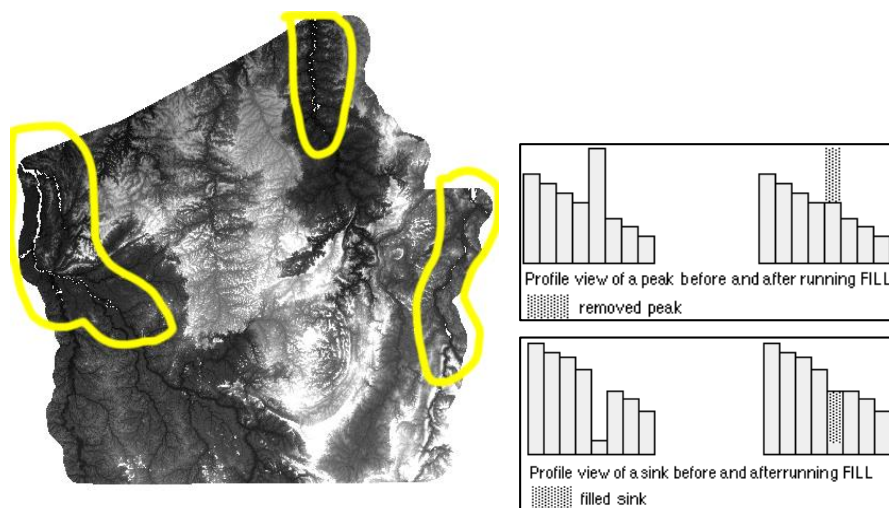 Profile view of a peak before and after running FILL
removed peak
Profile view of a sink before and afterrunning FILL
filled sink